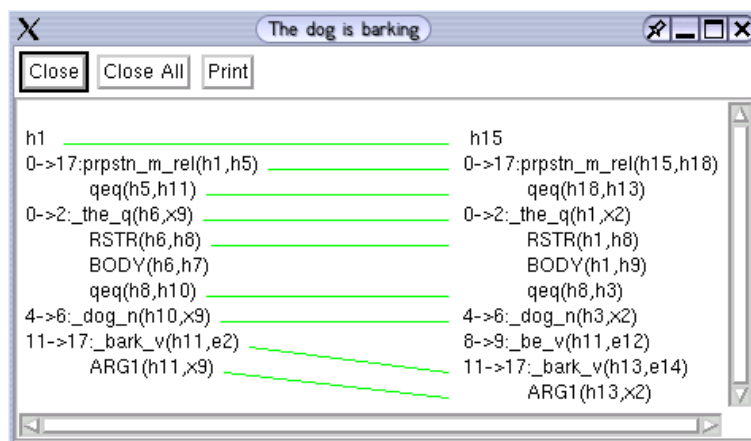 The dog is barking
Close Close All Print
h1 h15
0->17:prpstn_m_rel(h1,h5) 0->17:prpstn_m_rel(h15,h18)
qeq(h5,h11) qeq(h18,h13)
0->2:_the_q(h6,x9) 0->2:_the_q(h1,x2)
RSTR(h6,h8) RSTR(h1,h8)
BODY(h6,h7) BODY(h1,h9)
qeq(h8,h10) qeq(h8,h3)
4->6:_dog_n(h10,x9) 4->6:_dog_n(h3,x2)
11->17:_bark_v(h11,e2) 8->9:_be_v(h11,e12)
ARG1(h11,x9) 11->17:_bark_v(h13,e14)
ARG1(h13,x2)